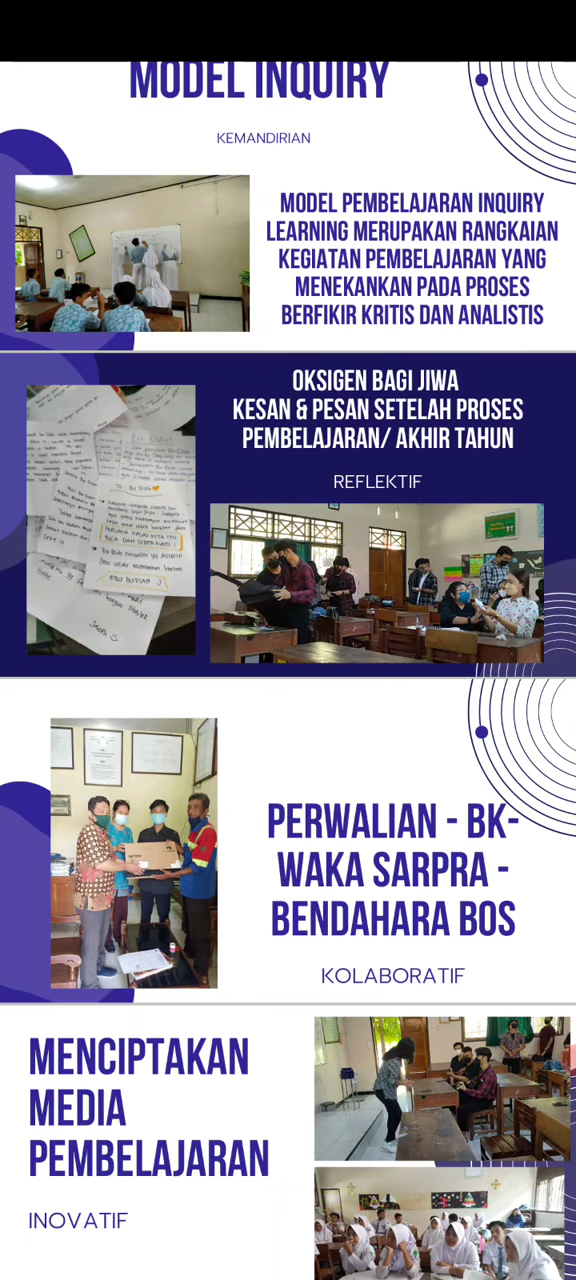 MODEL INQUIRY
KEMANDIRIAN
MODEL PEMBELAJARAN INQUIRY
LEARNING MERUPAKAN RANGKAIAN
KEGIATAN PEMBELAJARAN YANG
MENEKANKAN PADA PROSES
BERFIKIR KRITIS DAN ANALISTIS
OKSIGEN BAGI JIWA
KESAN & PESAN SETELAH PROSES
PEMBELAJARAN/ AKHIR TAHUN
REFLEKTIF
BU DIAH
PERWALIAN - BK-
WAKA SARPRA -
BENDAHARA BOS
KOLABORATIF
MENCIPTAKAN
MEDIA
PEMBELAJARAN
INOVATIF